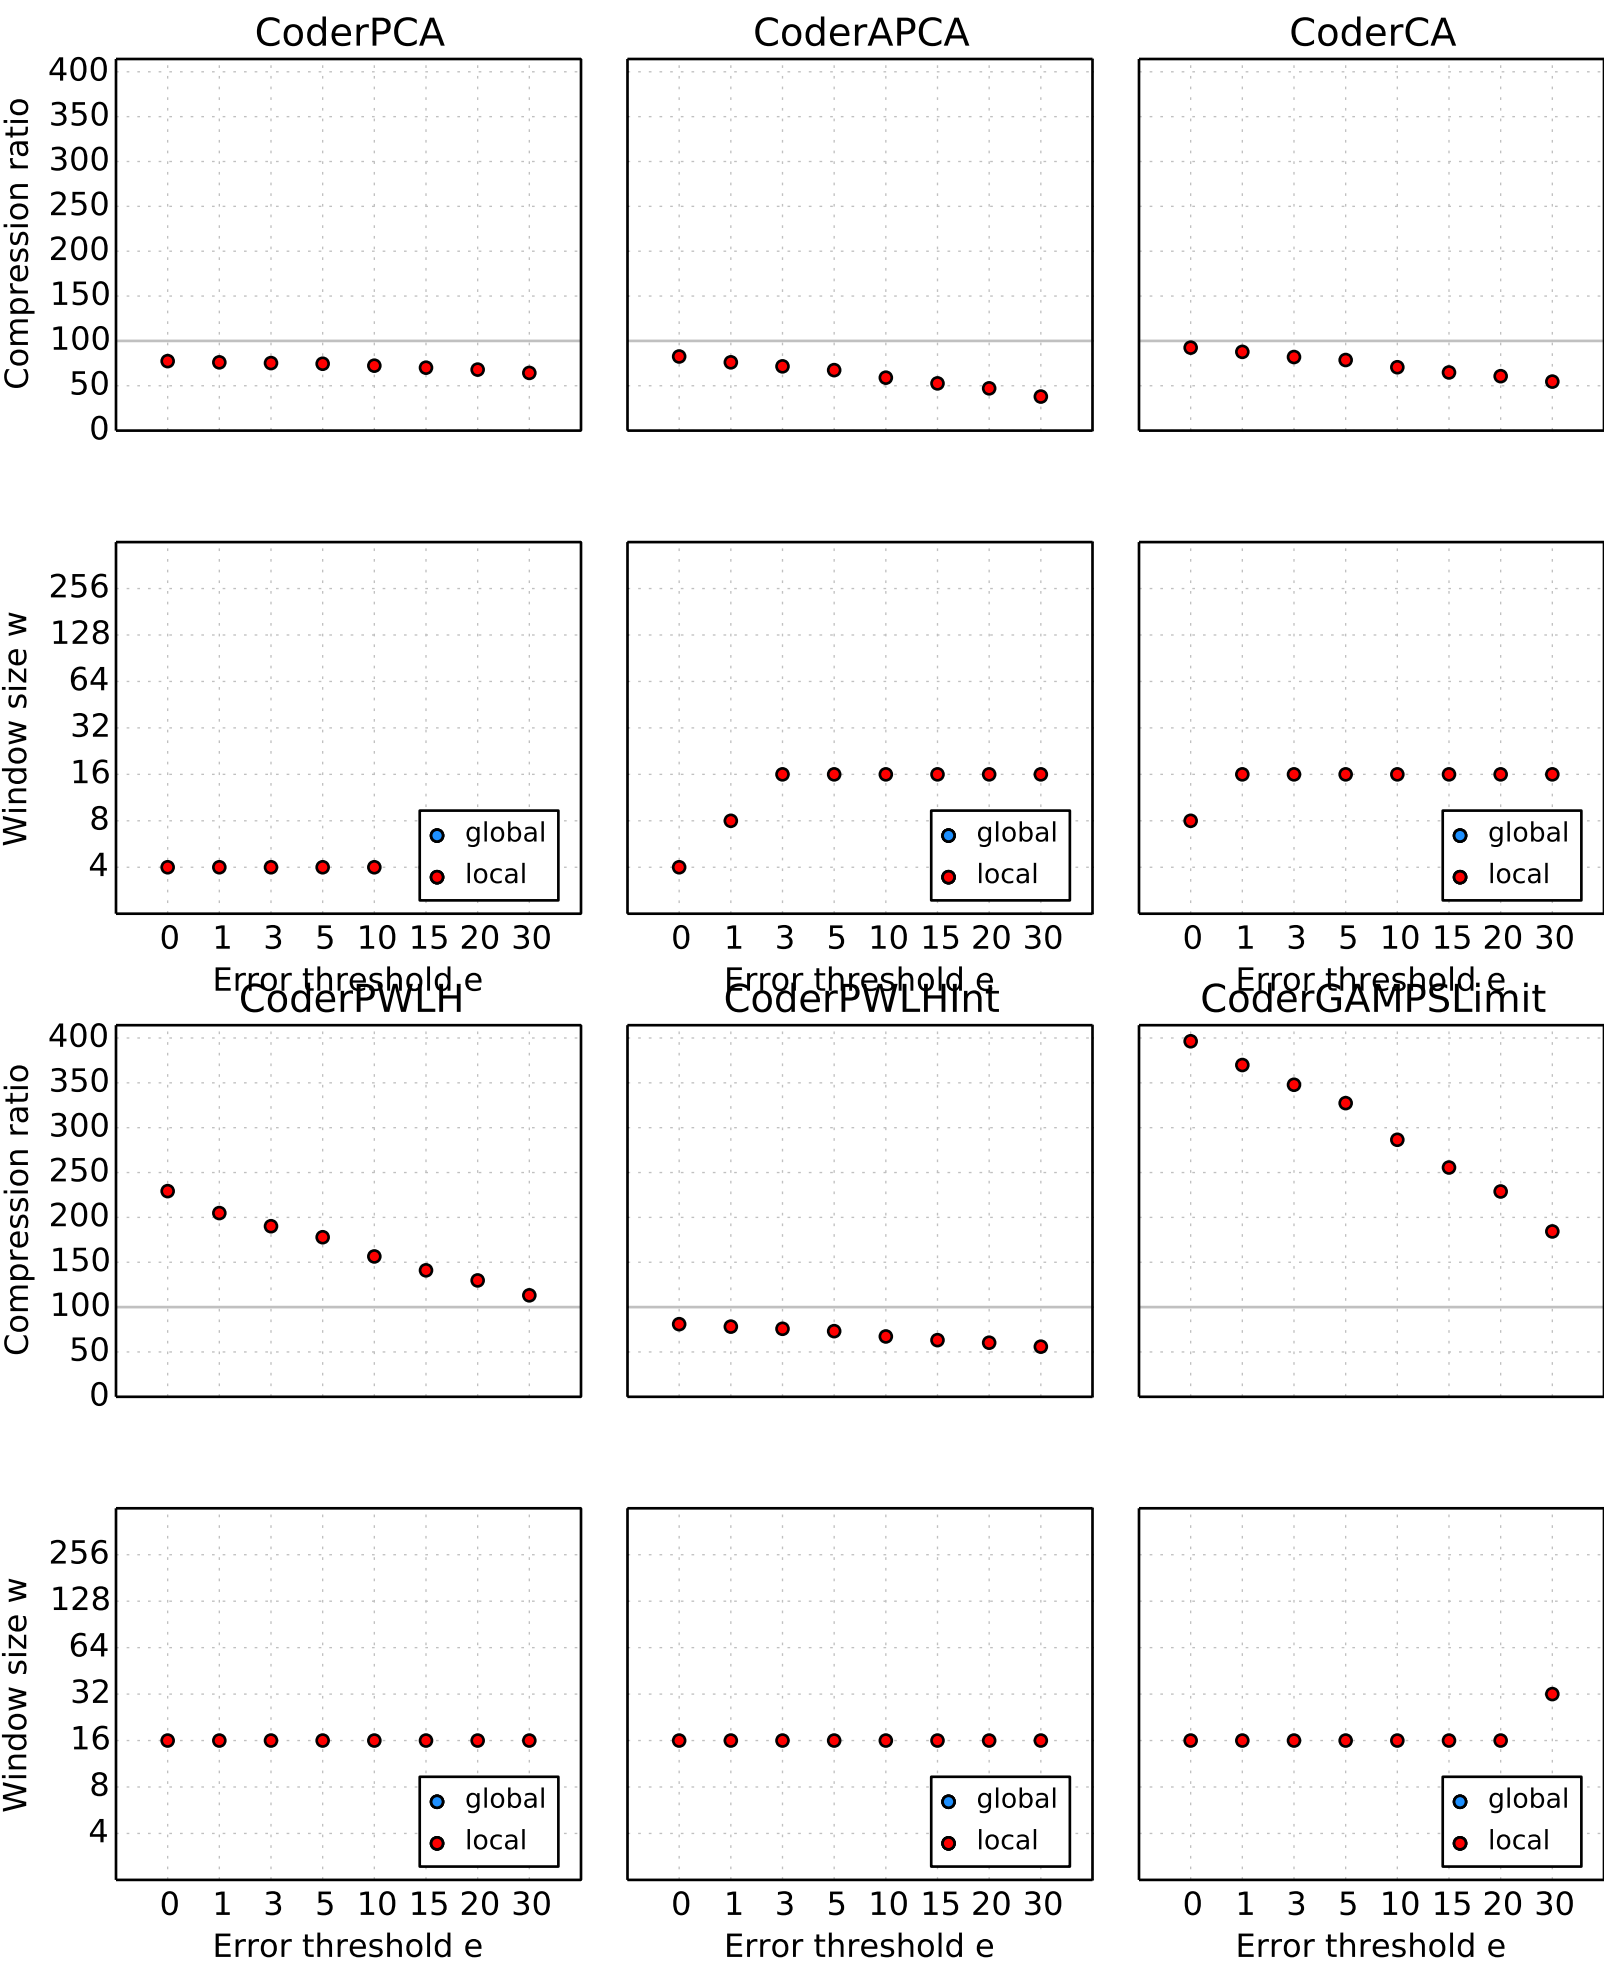 CoderPCA CoderAPCA CoderCA
Compression ratio
400
350
300
250
200
150
100
50
0
Window size w
256
128
64
32
16
8
4
global
local
global
local
global
local
0 1 3 5 10 15 20 30
0 1 3 5 10 15 20 30
0 1 3 5 10 15 20 30
Error threshold e Error threshold e Error threshold e
CoderPWLH CoderPWLHInt CoderGAMPSLimit
Compression ratio
400
350
300
250
200
150
100
50
0
Window size w
256
128
64
32
16
8
4
global
local
global
local
global
local
0 1 3 5 10 15 20 30
0 1 3 5 10 15 20 30
0 1 3 5 10 15 20 30
Error threshold e Error threshold e Error threshold e